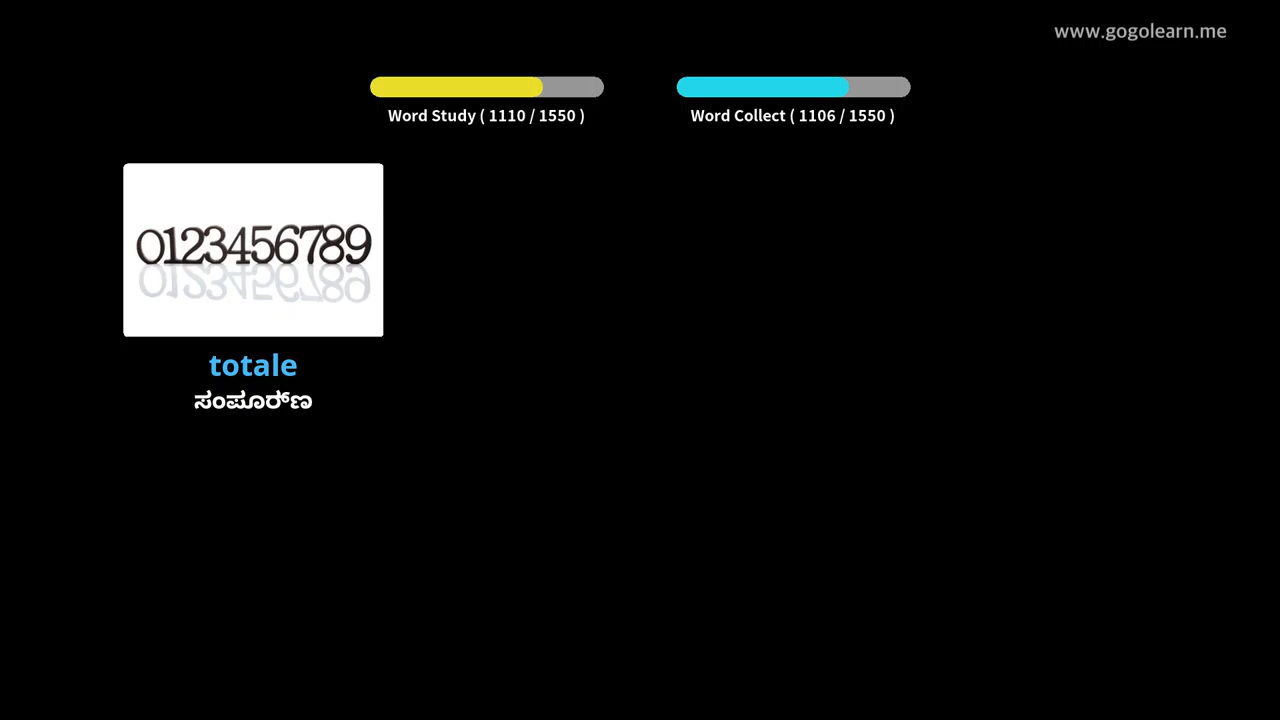 www.gogolearn.me
Word Study ( 1110 / 1550 )
Word Collect ( 1106 / 1550 )
0123456789
totale
ಸಂಪೂರ್ಣ